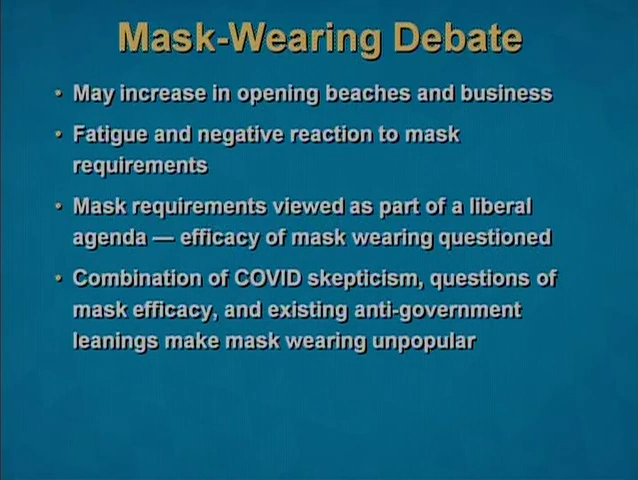 Mask-Wearing Debate
• May increase in opening beaches and business
• Fatigue and negative reaction to mask
requirements
• Mask requirements viewed as part of a liberal
agenda — efficacy of mask wearing questioned
• Combination of COVID skepticism, questions of
mask efficacy, and existing anti-government
leanings make mask wearing unpopular